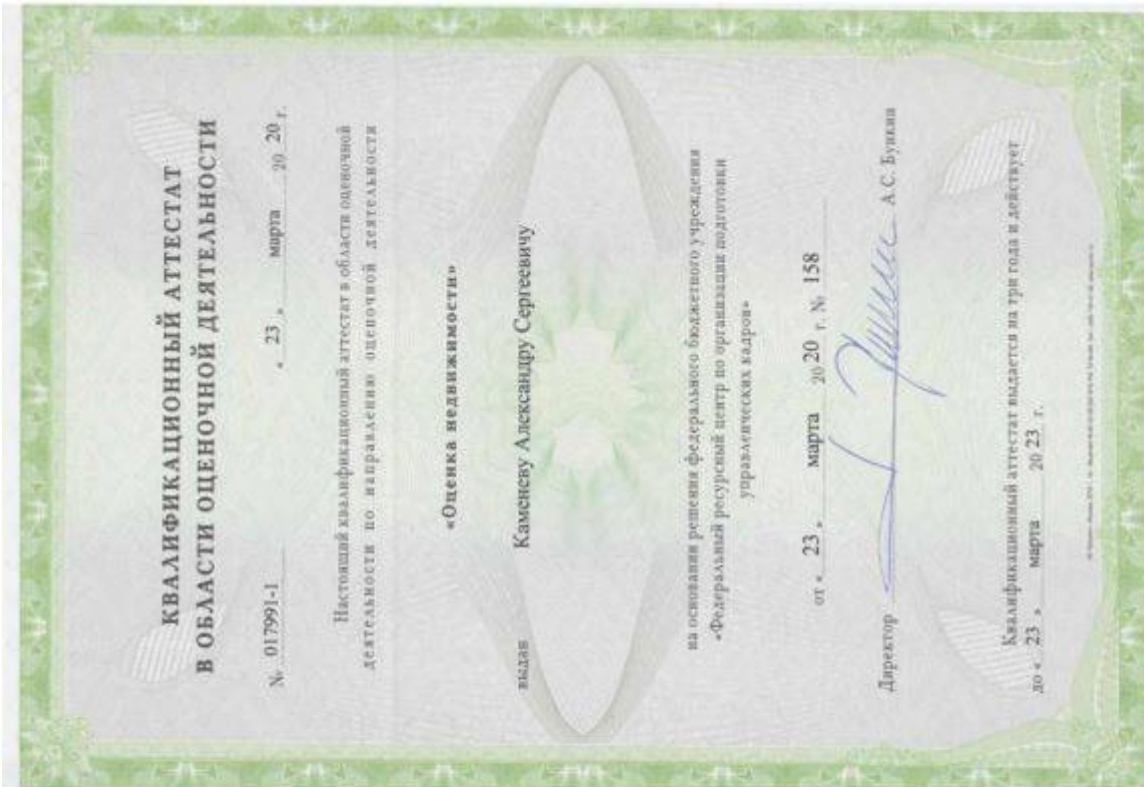 КВАЛИФИКАЦИОННЫЙ АТТЕСТАТ
В ОБЛАСТИ ОЦЕНОЧНОЙ ДЕЯТЕЛЬНОСТИ
№ 017991-1 « 23 » марта 20 20 г.
Настоящий квалификационный аттестат в области оценочной
деятельности по направлению оценочной деятельности
«Оценка недвижимости»
выдан Каменеву Александру Сергеевичу
на основании решения федерального бюджетного учреждения
«Федеральный ресурсный центр по организации подготовки
управленческих кадров»
от « 23 » марта 20 20 г. № 158
Директор А.С. Бункин
Квалификационный аттестат выдается на три года и действует
до « 23 » марта 20 23 г.